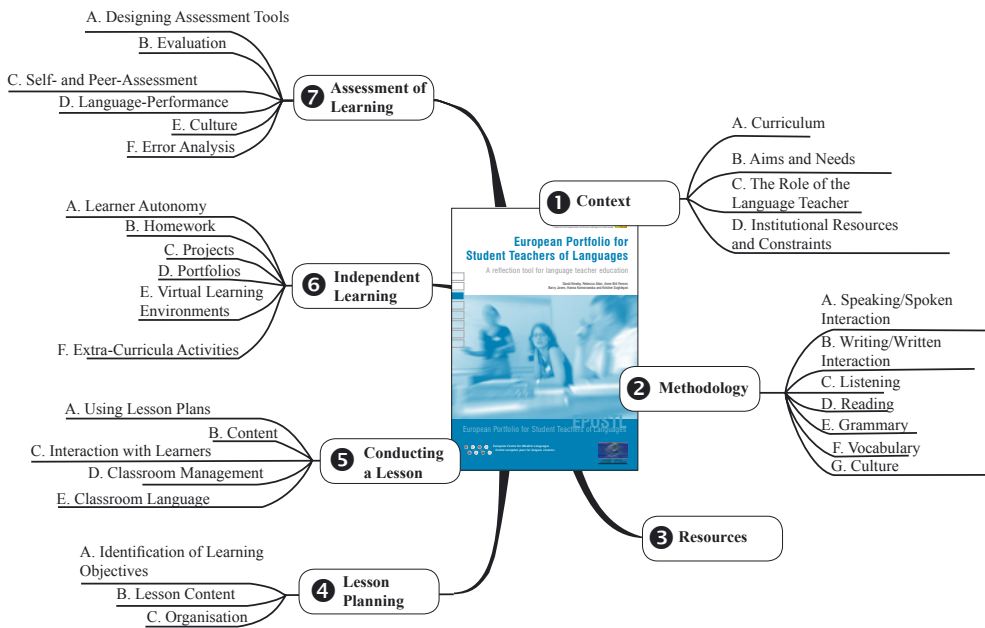 A. Designing Assessment Tools
B. Evaluation
C. Self- and Peer-Assessment
D. Language-Performance
E. Culture
F. Error Analysis
7 Assessment of
Learning
A. Learner Autonomy
B. Homework
C. Projects
D. Portfolios
E. Virtual Learning
Environments
F. Extra-Curricula Activities
6 Independent
Learning
A. Using Lesson Plans
B. Content
C. Interaction with Learners
D. Classroom Management
E. Classroom Language
5 Conducting
a Lesson
A. Identification of Learning
Objectives
B. Lesson Content
C. Organisation
4 Lesson
Planning
European Portfolio for
Student Teachers of Languages
A reflection tool for language teacher education
EPOSTL
European Portfolio for Student Teachers of Languages
1 Context
A. Curriculum
B. Aims and Needs
C. The Role of the
Language Teacher
D. Institutional Resources
and Constraints
2 Methodology
A. Speaking/Spoken
Interaction
B. Writing/Written
Interaction
C. Listening
D. Reading
E. Grammary
F. Vocabulary
G. Culture
3 Resources